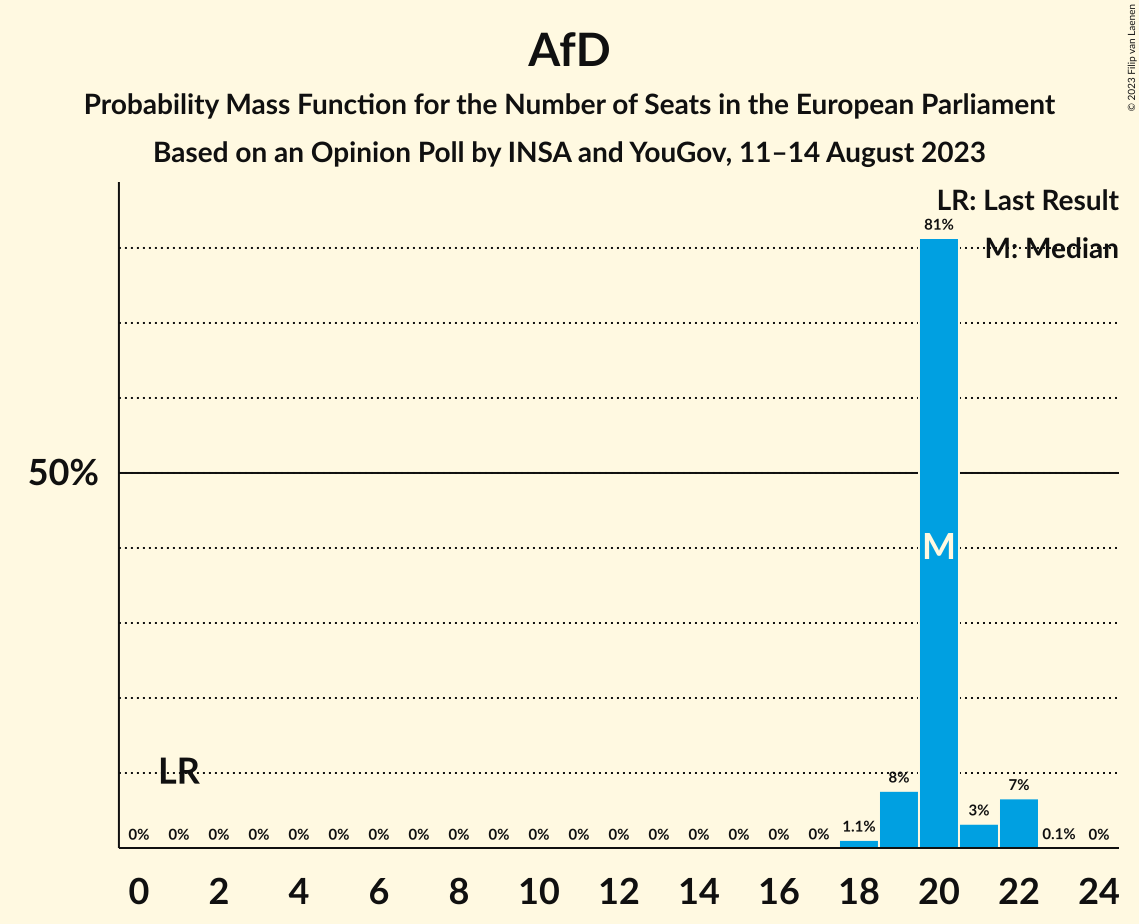 AfD
Probability Mass Function for the Number of Seats in the European Parliament
Based on an Opinion Poll by INSA and YouGov, 11–14 August 2023
© 2023 Filip van Laenen
LR: Last Result
M: Median
81%
50%
M
LR
0% 0% 0% 0% 0% 0% 0% 0% 0% 0% 0% 0% 0% 0% 0% 0% 0% 0% 1.1% 8% 3% 7% 0.1% 0%
0 2 4 6 8 10 12 14 16 18 20 22 24